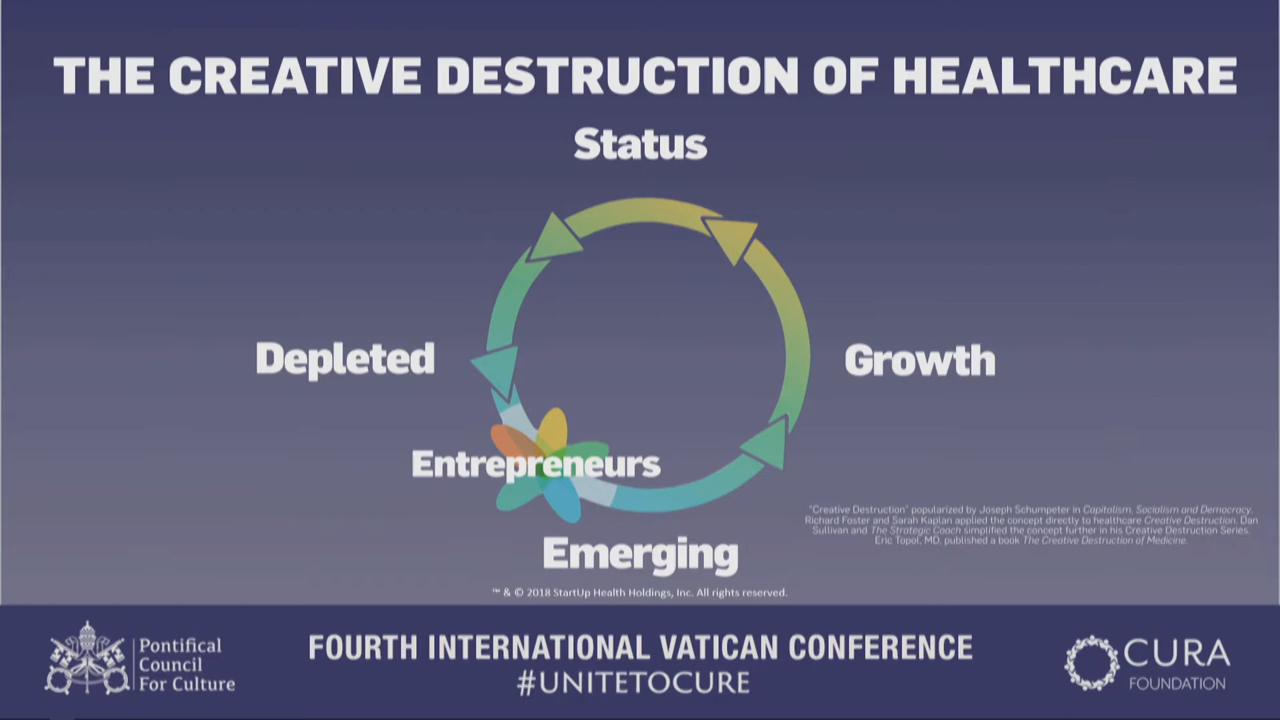 THE CREATIVE DESTRUCTION OF HEALTHCARE
Status
Depleted
Growth
Entrepreneurs
"Creative Destruction" popularized by Joseph Schumpeter in Capitalism, Socialism and Democracy.
Richard Foster and Sarah Kaplan applied the concept directly to healthcare Creative Destruction. Dan
Sullivan and The Strategic Coach simplified the concept further in his Creative Destruction Series.
Eric Topol, MD, published a book The Creative Destruction of Medicine.
Emerging
™ & © 2018 StartUp Health Holdings, Inc. All rights reserved.
Pontifical
Council
For Culture
FOURTH INTERNATIONAL VATICAN CONFERENCE
#UNITETOCURE
CURA
FOUNDATION